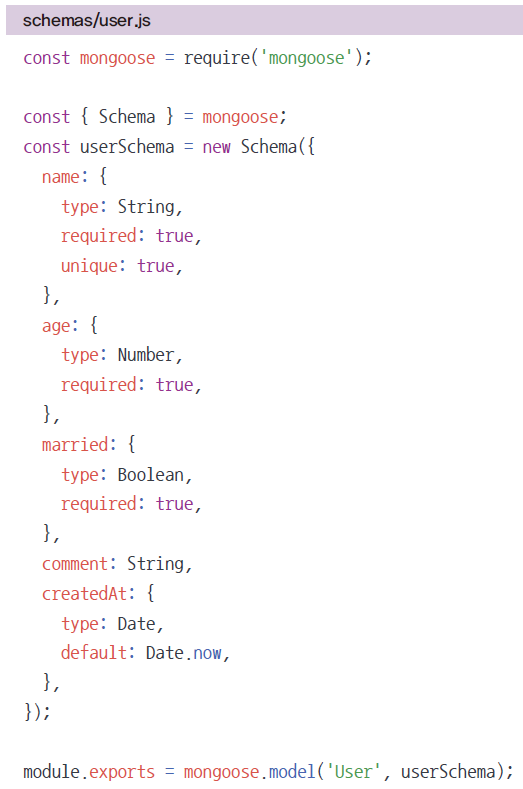 schemas/user.js
const mongoose = require('mongoose');
const { Schema } = mongoose;
const userSchema = new Schema({
  name: {
    type: String,
    required: true,
    unique: true,
  },
  age: {
    type: Number,
    required: true,
  },
  married: {
    type: Boolean,
    required: true,
  },
  comment: String,
  createdAt: {
    type: Date,
    default: Date.now,
  },
});
module.exports = mongoose.model('User', userSchema);